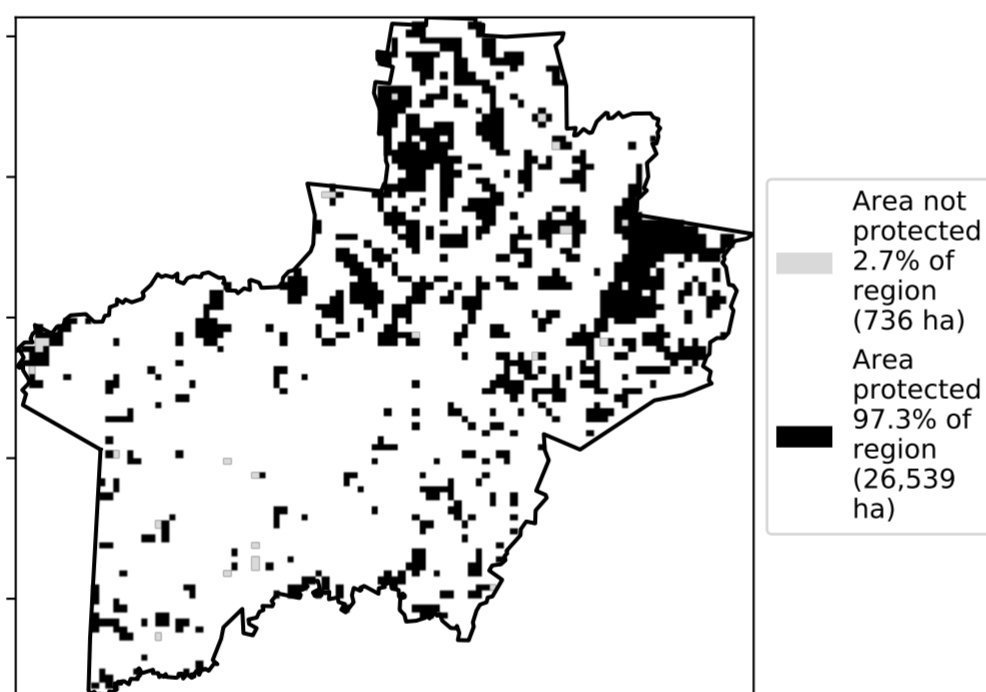 Area not
protected
2.7% of
region
(736 ha)
Area
protected
97.3% of
region
(26,539
ha)